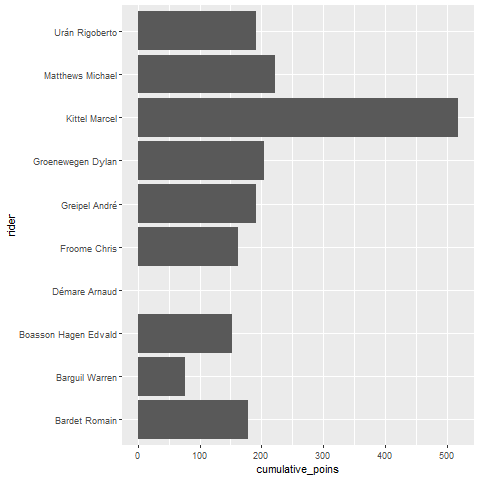 Urán Rigoberto
Matthews Michael
Kittel Marcel
Groenewegen Dylan
Greipel André
Froome Chris
Démare Arnaud
Boasson Hagen Edvald
Barguil Warren
Bardet Romain
rider
0 100 200 300 400 500
cumulative_poins